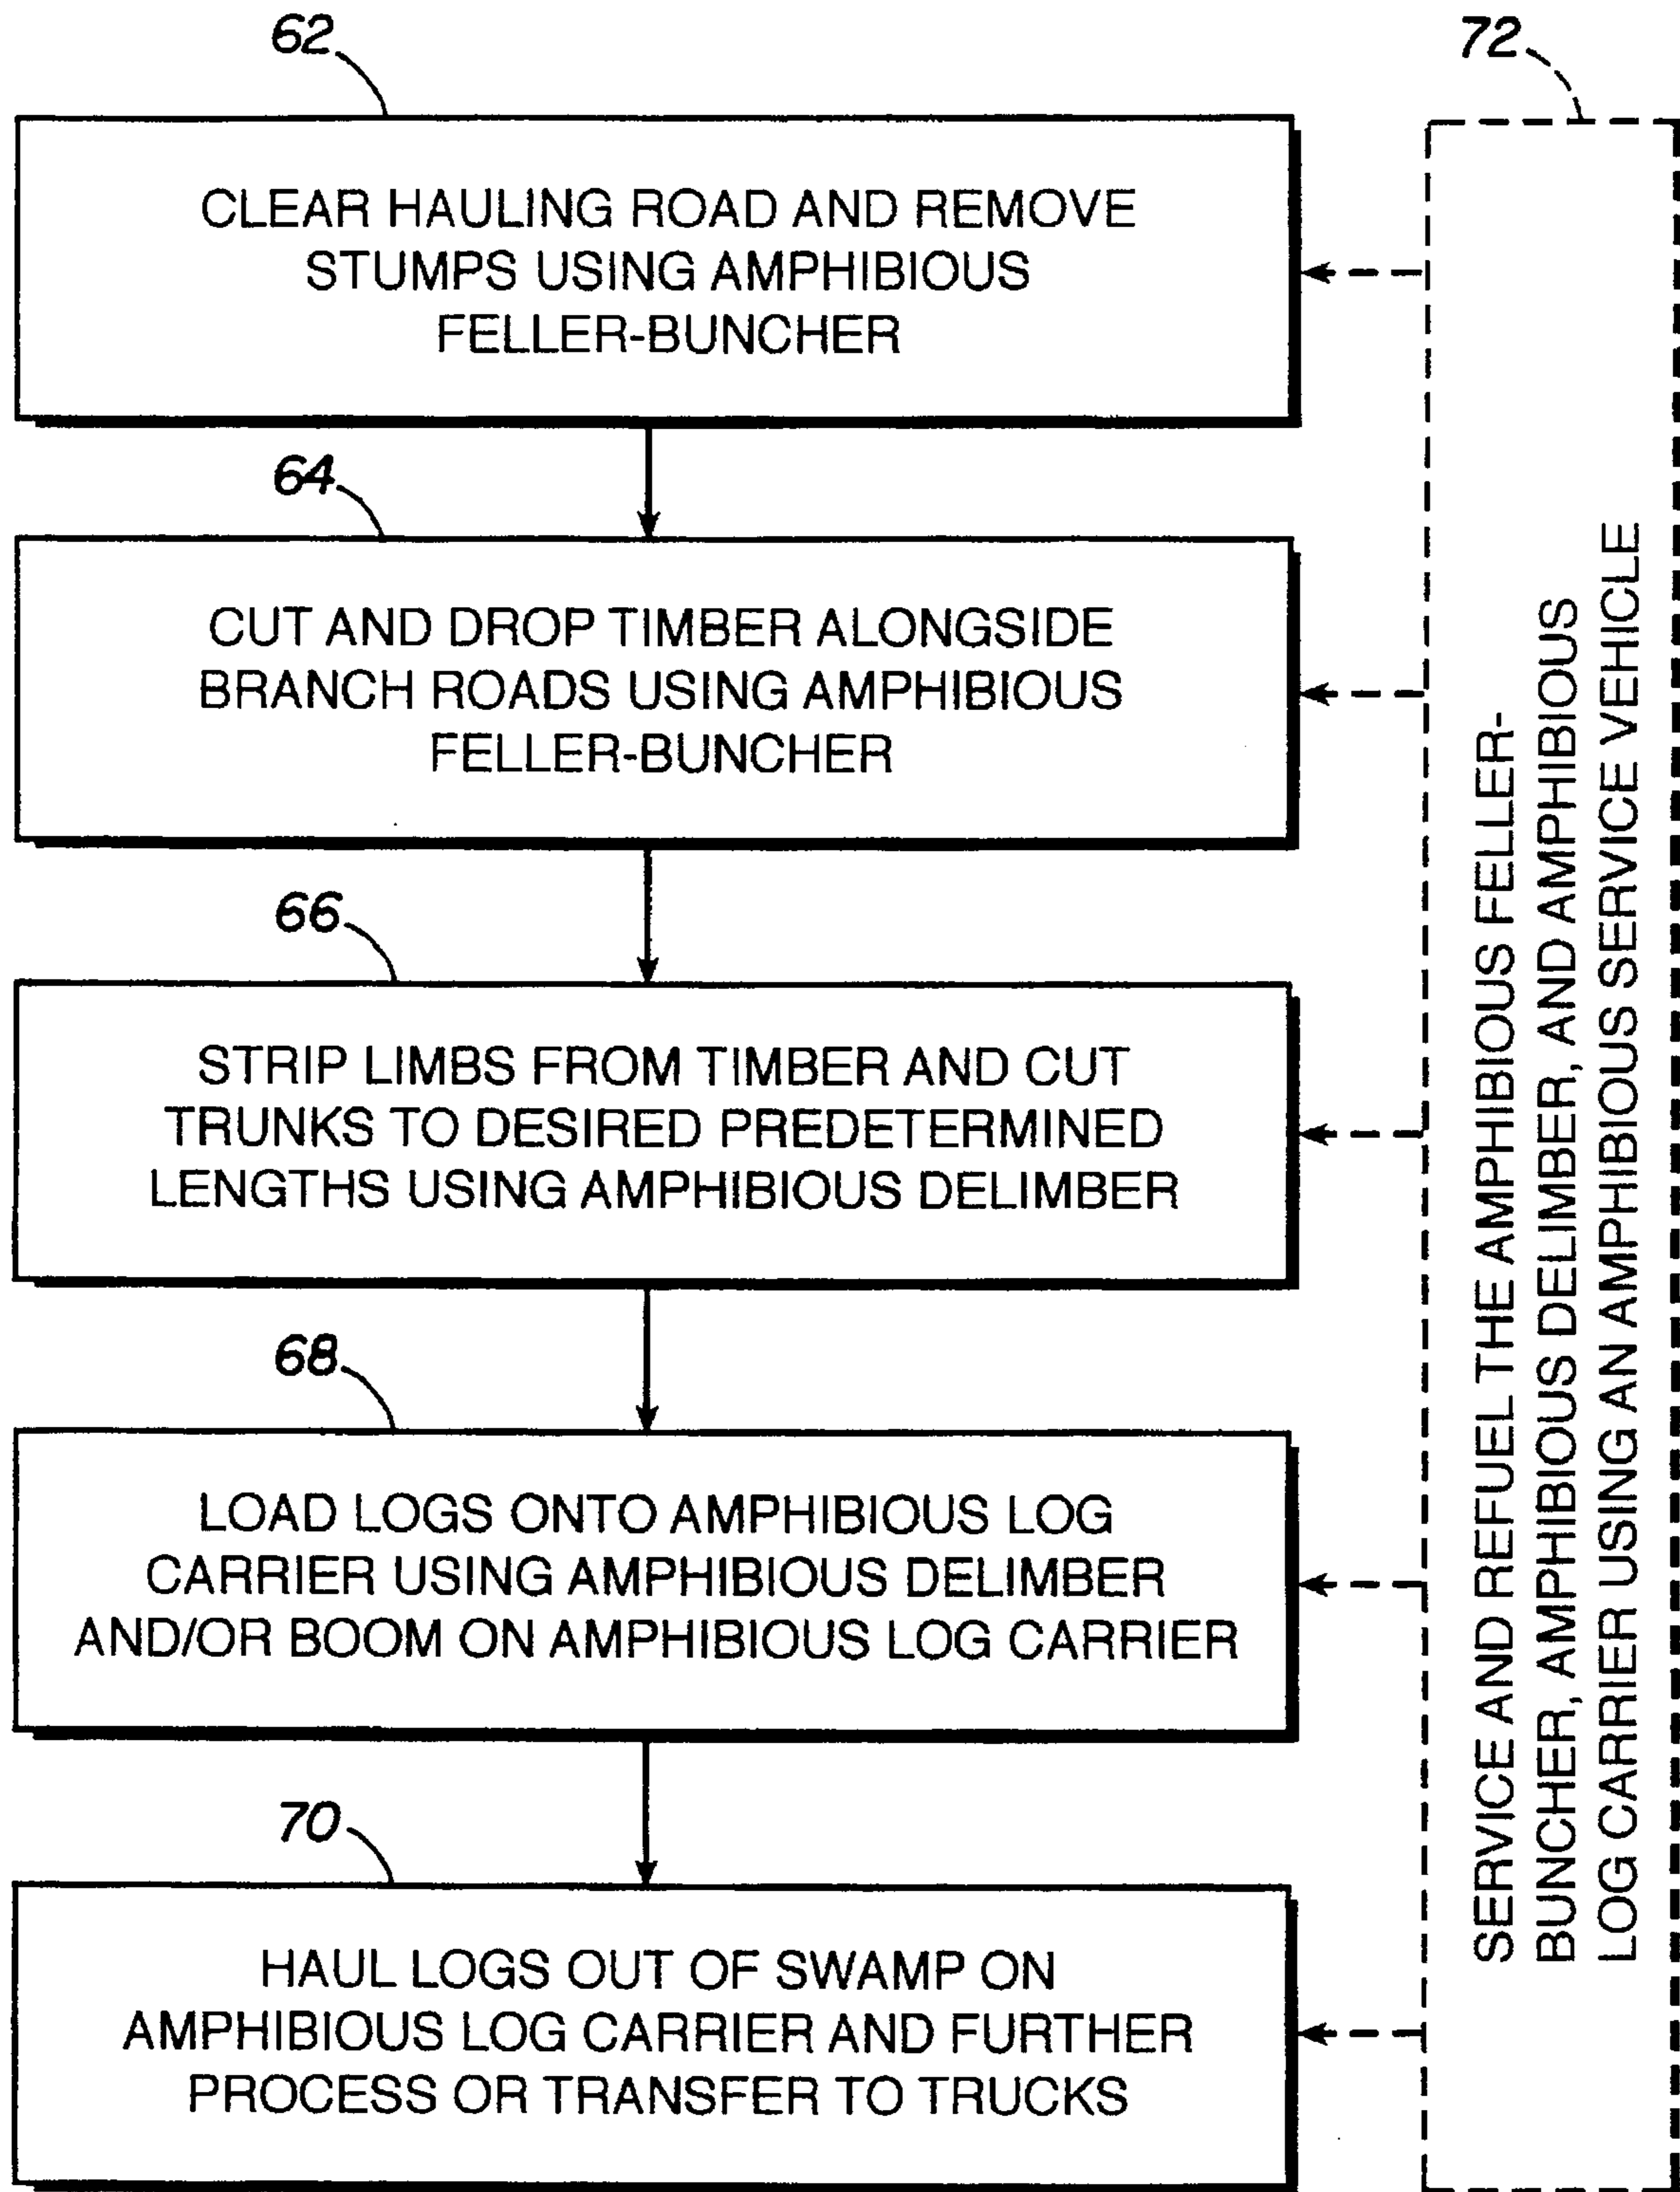 62
CLEAR HAULING ROAD AND REMOVE
STUMPS USING AMPHIBIOUS
FELLER-BUNCHER
64
CUT AND DROP TIMBER ALONGSIDE
BRANCH ROADS USING AMPHIBIOUS
FELLER-BUNCHER
66
STRIP LIMBS FROM TIMBER AND CUT
TRUNKS TO DESIRED PREDETERMINED
LENGTHS USING AMPHIBIOUS DELIMBER
68
LOAD LOGS ONTO AMPHIBIOUS LOG
CARRIER USING AMPHIBIOUS DELIMBER
AND/OR BOOM ON AMPHIBIOUS LOG CARRIER
70
HAUL LOGS OUT OF SWAMP ON
AMPHIBIOUS LOG CARRIER AND FURTHER
PROCESS OR TRANSFER TO TRUCKS
72
SERVICE AND REFUEL THE AMPHIBIOUS FELLER-
BUNCHER, AMPHIBIOUS DELIMBER, AND AMPHIBIOUS
LOG CARRIER USING AN AMPHIBIOUS SERVICE VEHICLE